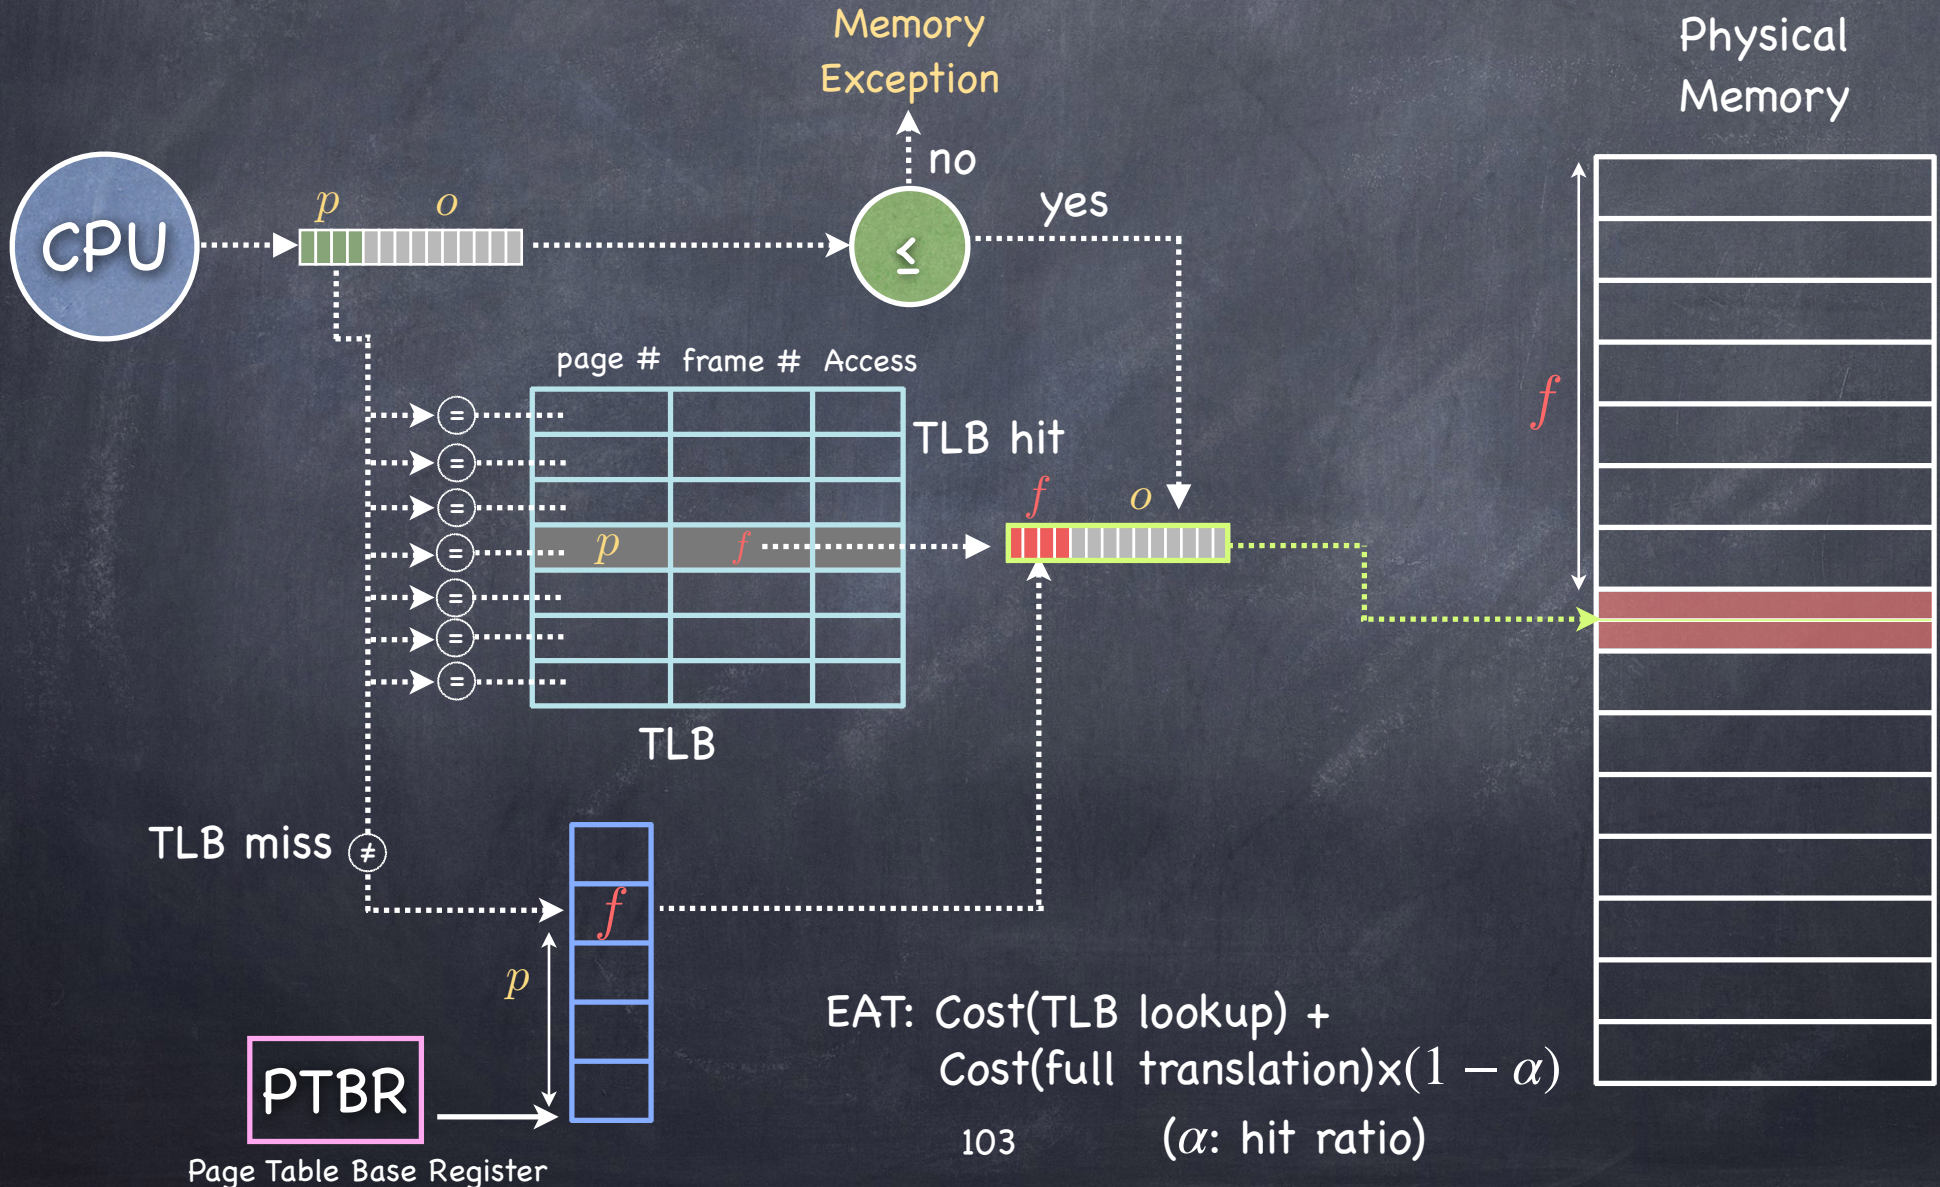 Memory
Exception
Physical
Memory
no
yes
CPU
p o
≤
page # frame # Access
=
=
=
=
=
=
=
TLB hit
f o
p f
f
TLB
TLB miss ≠
f
p
PTBR
Page Table Base Register
EAT: Cost(TLB lookup) +
Cost(full translation)x(1 − α)
(α: hit ratio)
103